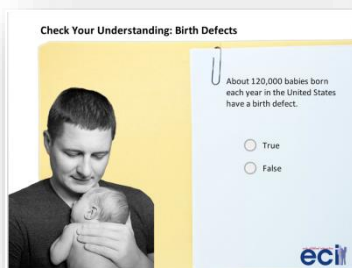 Check Your Understanding: Birth Defects
About 120,000 babies born
each year in the United States
have a birth defect.
True
False
eci